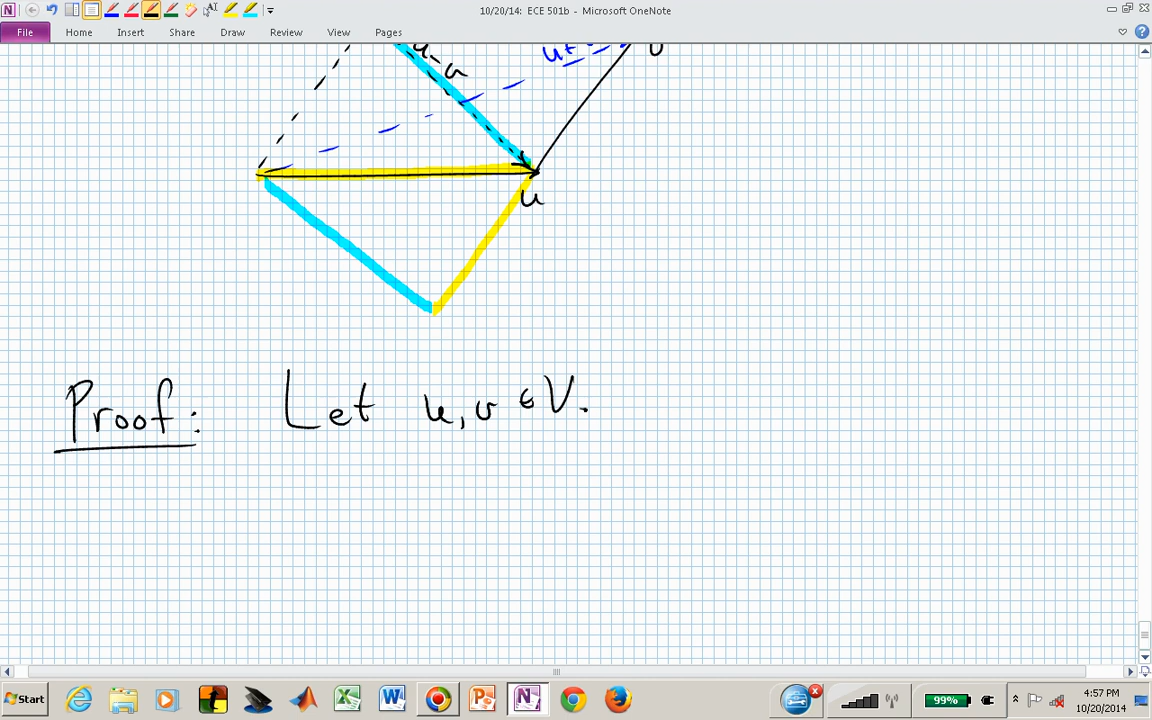 10/20/14: ECE 501b - Microsoft OneNote
File Home Insert Share Draw Review View Pages
u-v
u+
v
u
Proof: Let u, v ∈ V.
Start
99%
4:57 PM
10/20/2014